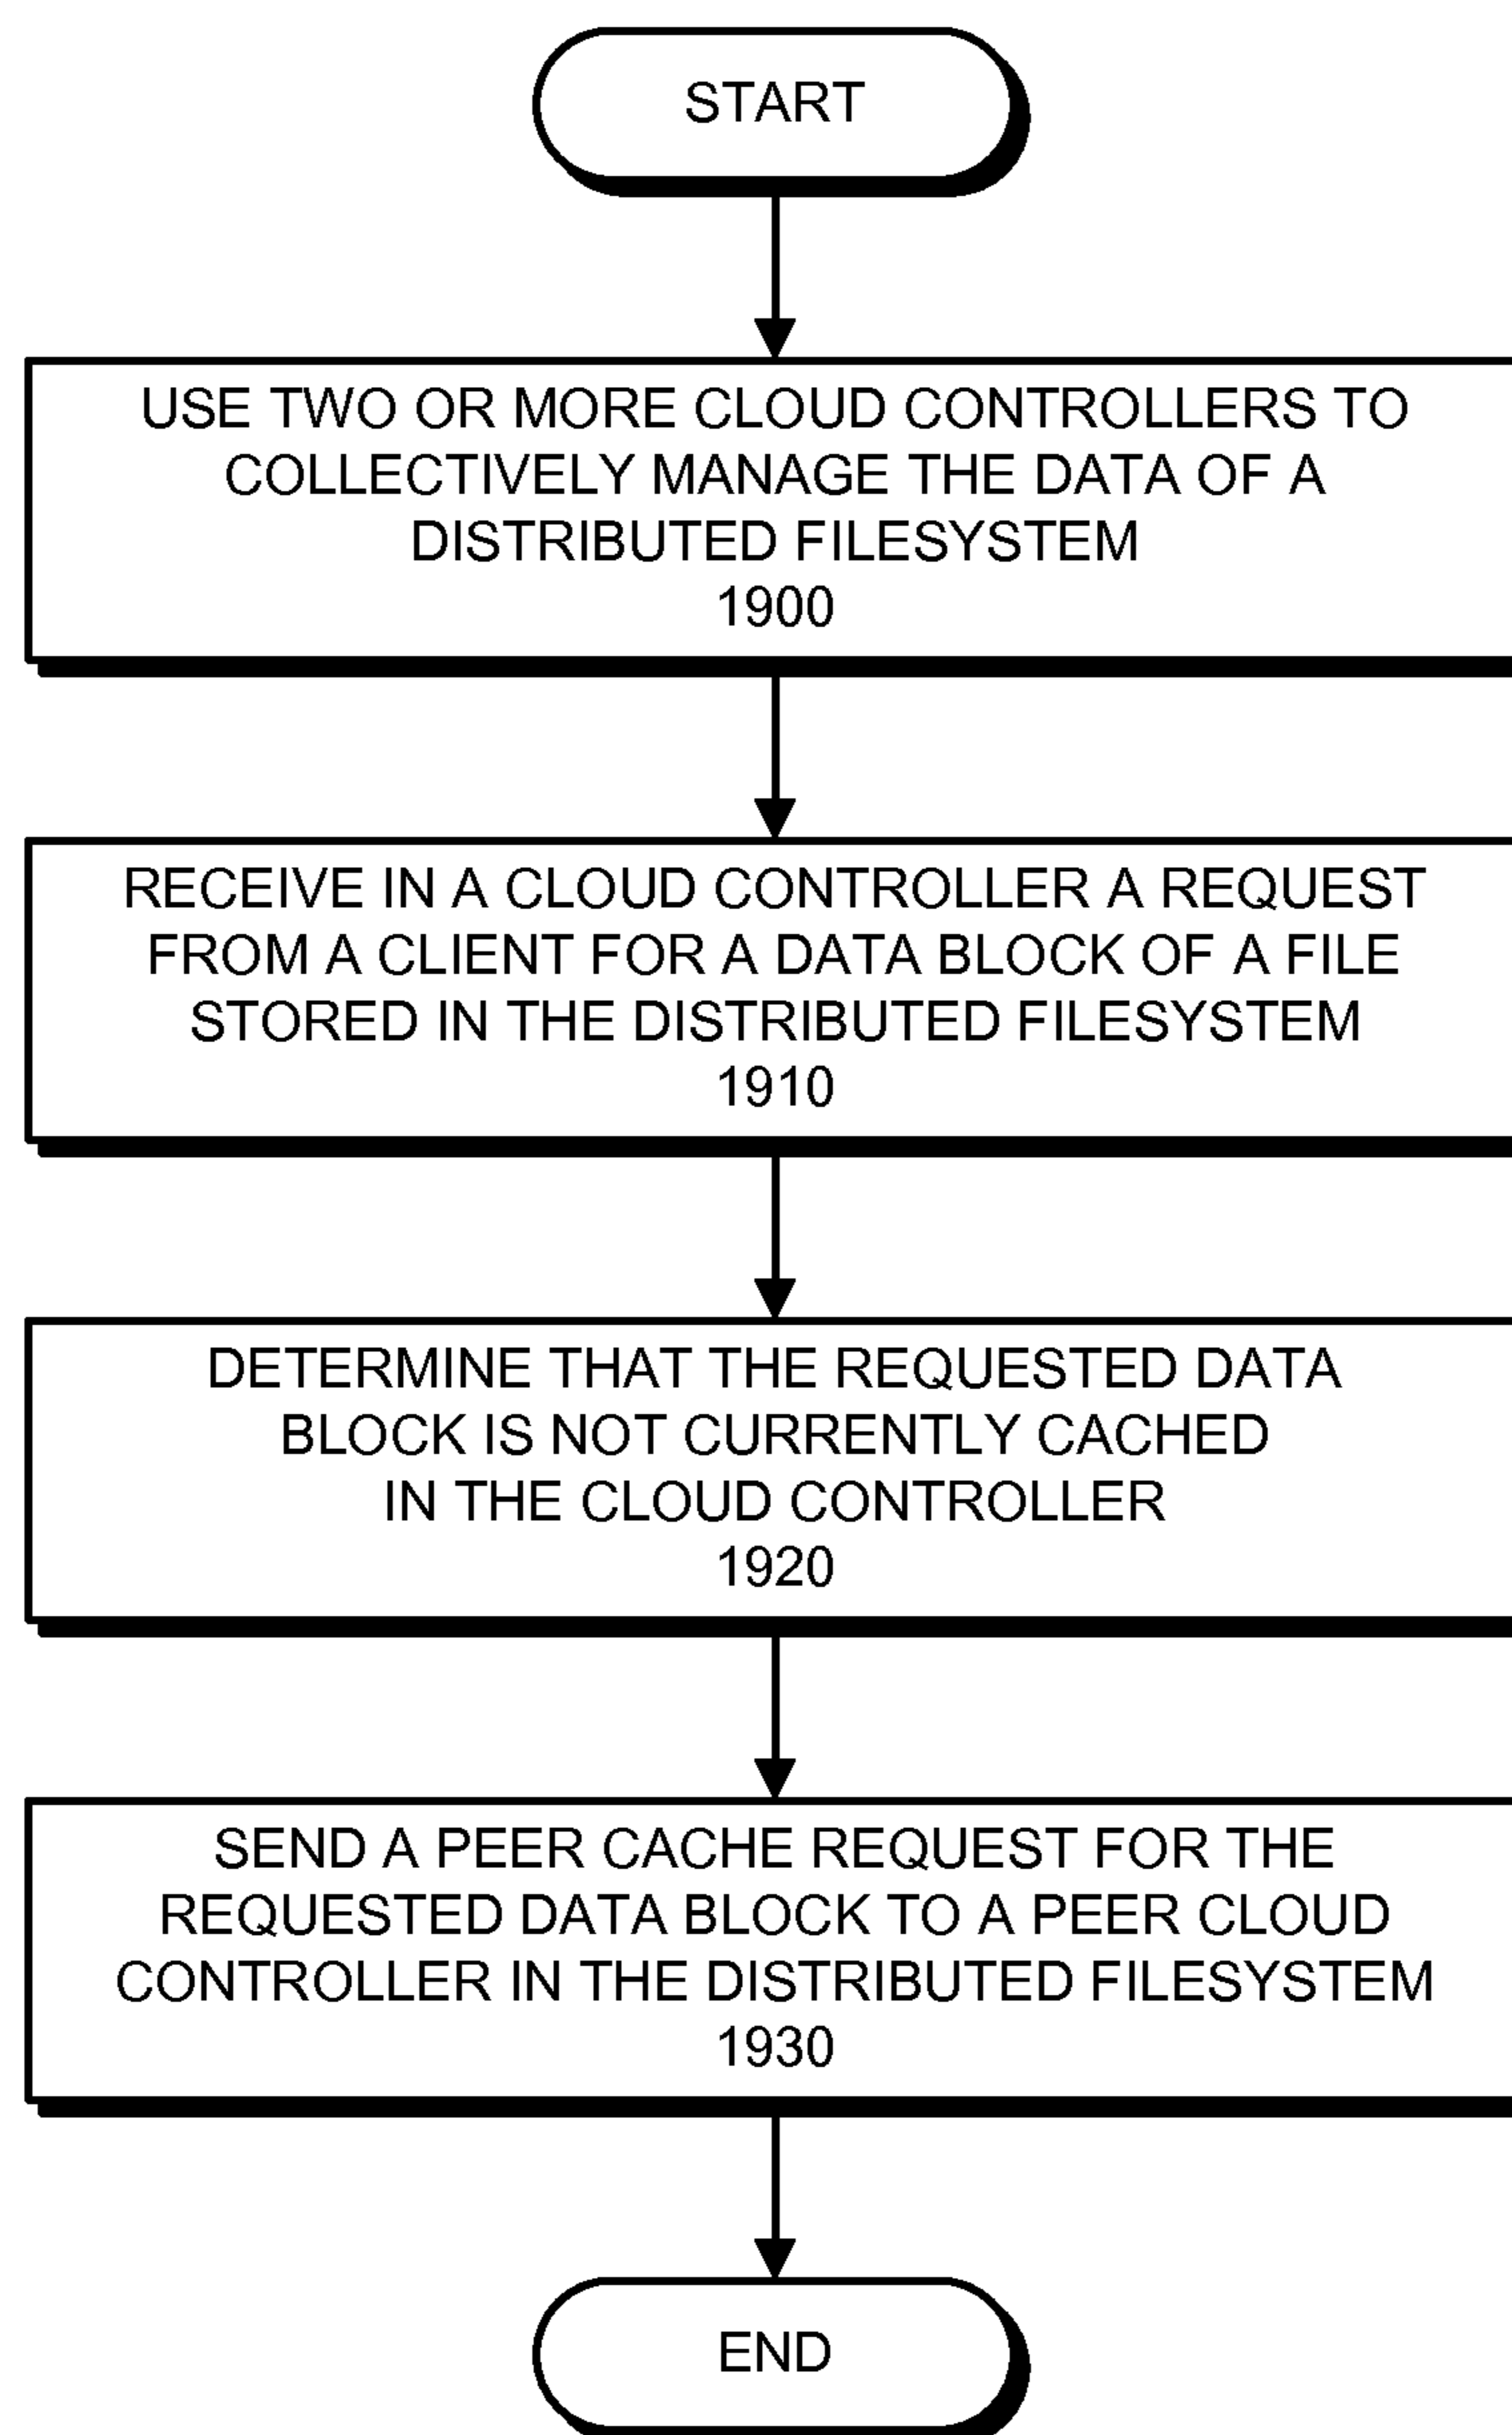 START
USE TWO OR MORE CLOUD CONTROLLERS TO
COLLECTIVELY MANAGE THE DATA OF A
DISTRIBUTED FILESYSTEM
1900
RECEIVE IN A CLOUD CONTROLLER A REQUEST
FROM A CLIENT FOR A DATA BLOCK OF A FILE
STORED IN THE DISTRIBUTED FILESYSTEM
1910
DETERMINE THAT THE REQUESTED DATA
BLOCK IS NOT CURRENTLY CACHED
IN THE CLOUD CONTROLLER
1920
SEND A PEER CACHE REQUEST FOR THE
REQUESTED DATA BLOCK TO A PEER CLOUD
CONTROLLER IN THE DISTRIBUTED FILESYSTEM
1930
END